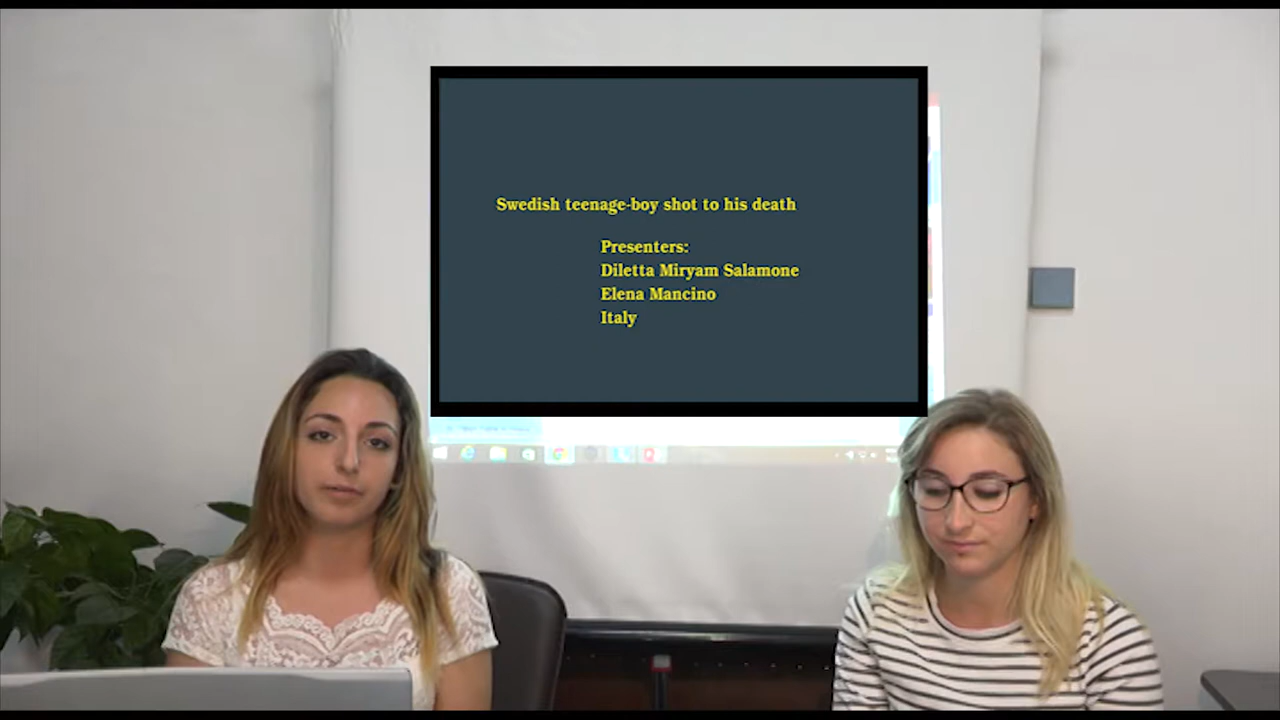 Swedish teenage-boy shot to his death
Presenters:
Diletta Miryam Salamone
Elena Mancino
Italy